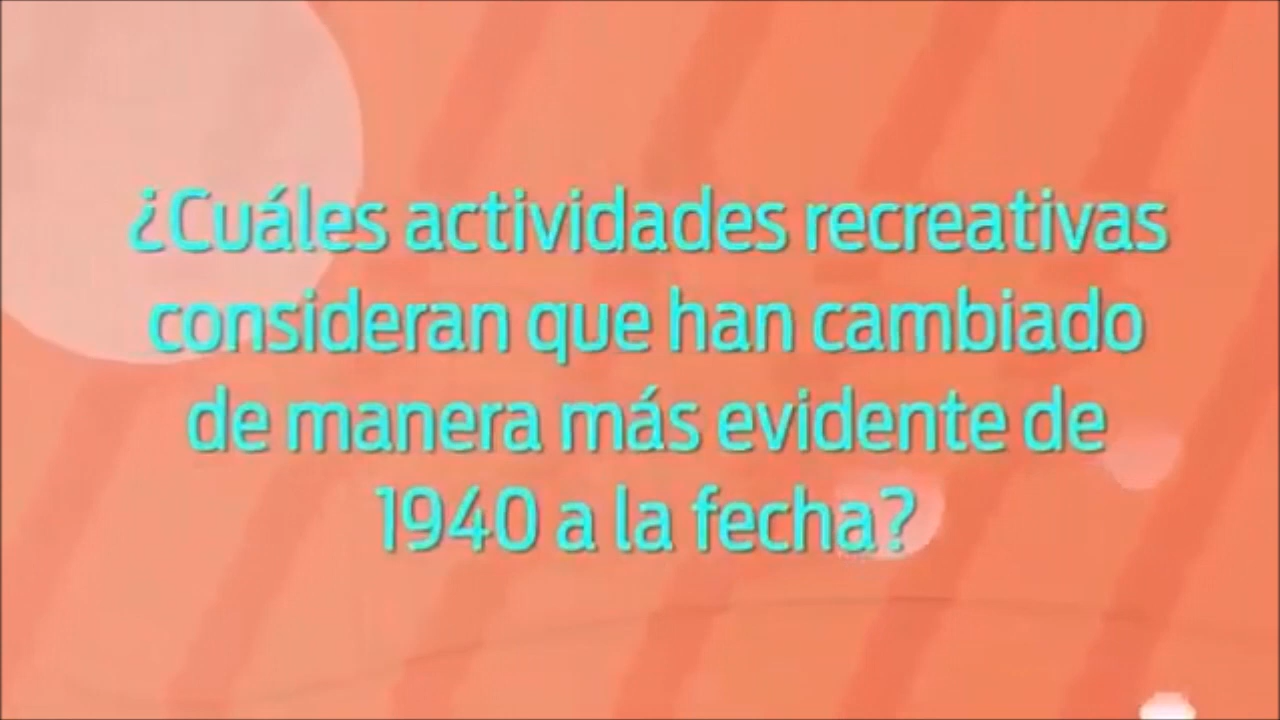 ¿Cuáles actividades recreativas
consideran que han cambiado
de manera más evidente de
1940 a la fecha?